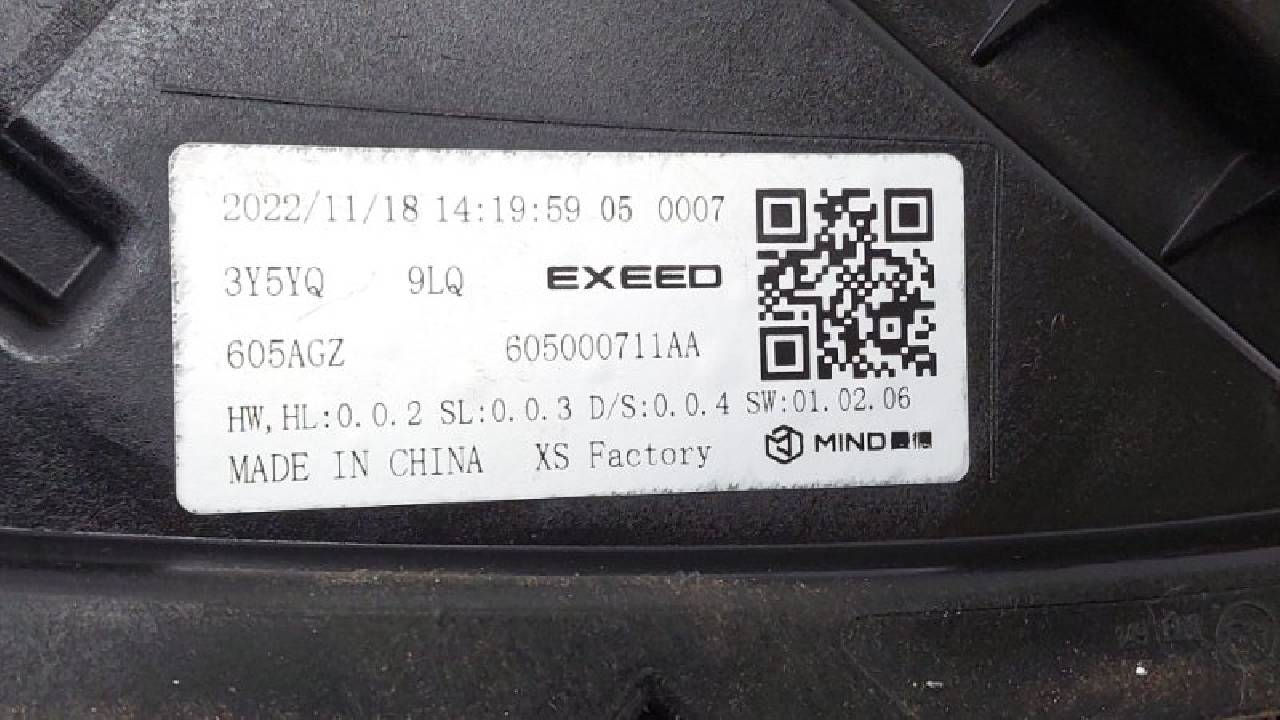 2022/11/18 14:19:59 05 0007
3Y5YQ 9LQ EXEED
605AGZ 605000711AA
HW,HL:0.0.2 SL:0.0.3 D/S:0.0.4 SW:01.02.06
MADE IN CHINA XS Factory MIND